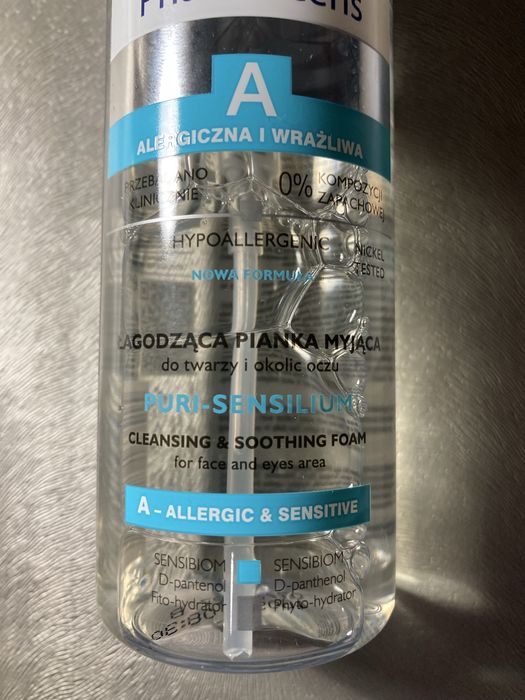 A
ALERGICZNA I WRAŻLIWA
PRZEBADANO
KLINICZNIE
0% KOMPOZYCJI
ZAPACHOWEJ
HYPOALLERGENIC
NICKEL
TESTED
NOWA FORMUŁA
ŁAGODZĄCA PIANKA MYJĄCA
do twarzy i okolic oczu
PURI-SENSILIUM
CLEANSING & SOOTHING FOAM
for face and eyes area
A – ALLERGIC & SENSITIVE
SENSIBIOM
D-pantenol
Fito-hydrator
SENSIBIOM
D-panthenol
Phyto-hydrator